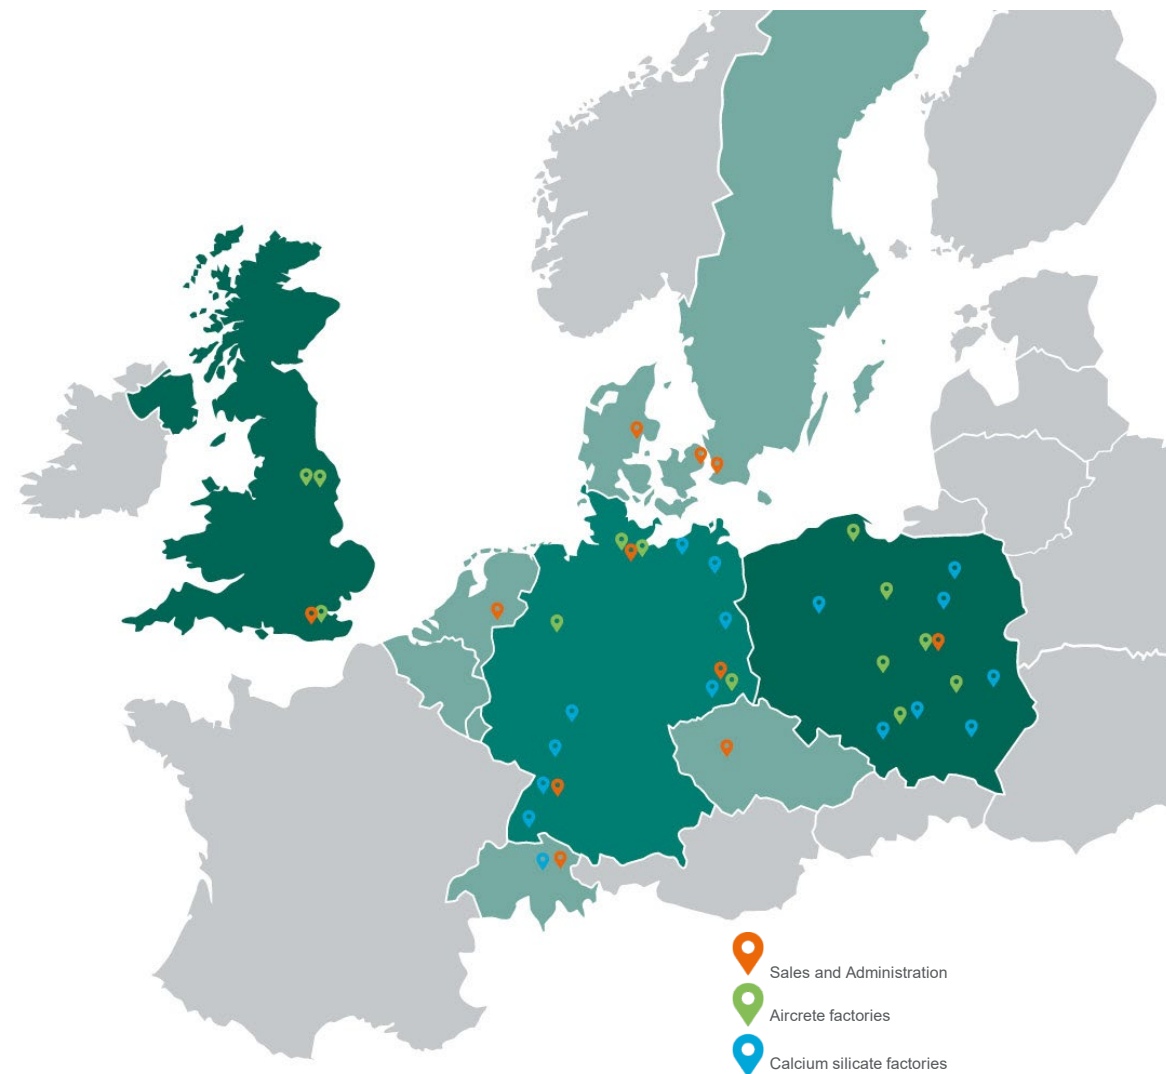 Sales and Administration
Aircrete factories
Calcium silicate factories